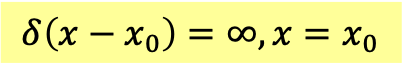 δ(x − x₀) = ∞, x = x₀